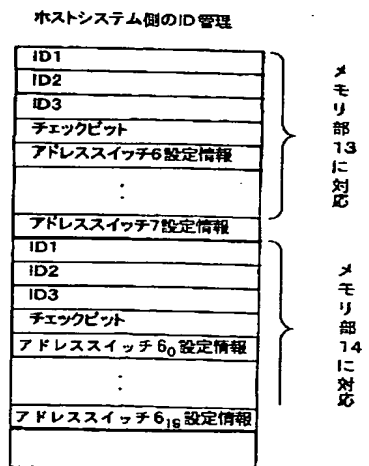 ホストシステム側のID管理
ID1
ID2
ID3
チェックビット
アドレススイッチ6設定情報
:
アドレススイッチ7設定情報
メモリ部13に対応
ID1
ID2
ID3
チェックビット
アドレススイッチ6₀設定情報
:
アドレススイッチ6₁₅設定情報
メモリ部14に対応